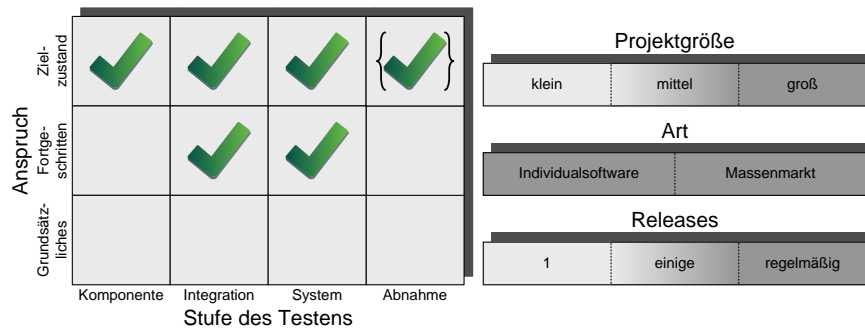 Anspruch
Ziel-
zustand
{ }
Fortge-
schritten
Grundsätz-
liches
Komponente Integration System Abnahme
Stufe des Testens
Projektgröße
klein mittel groß
Art
Individualsoftware Massenmarkt
Releases
1 einige regelmäßig